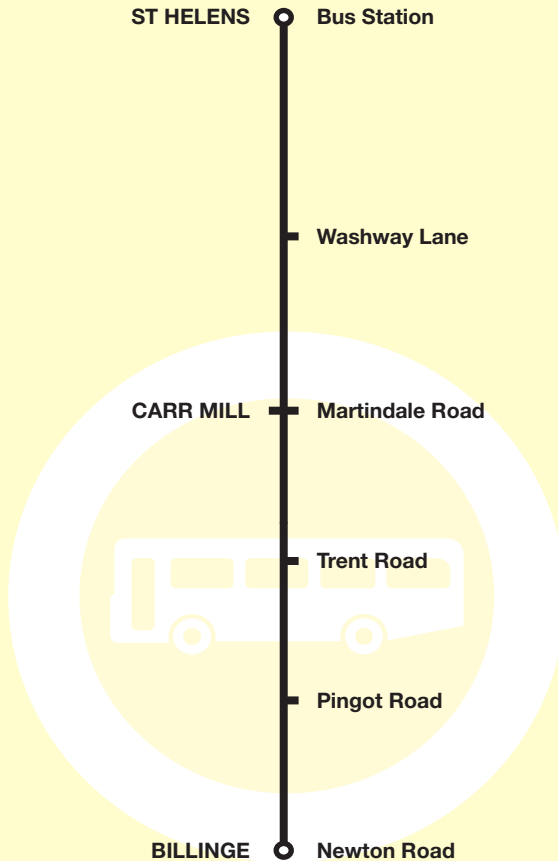 ST HELENS Bus Station
Washway Lane
CARR MILL Martindale Road
Trent Road
Pingot Road
BILLINGE Newton Road